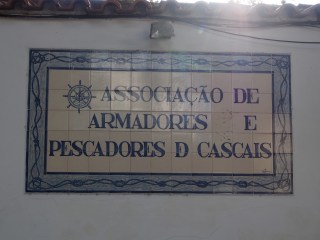 ASSOCIAÇÃO DE
ARMADORES E
PESCADORES D CASCAIS